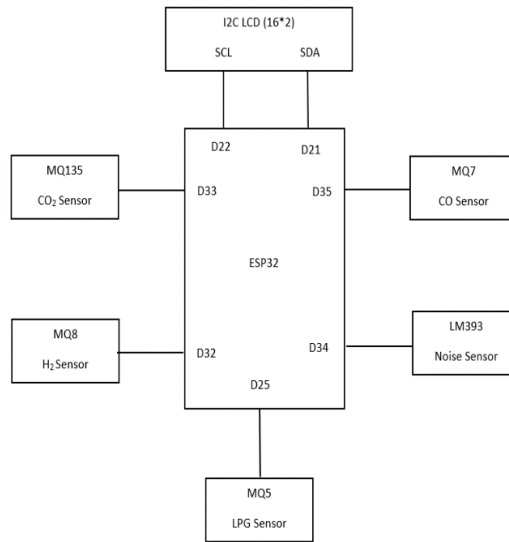 I2C LCD (16*2)
SCL SDA
D22 D21
MQ135
CO₂ Sensor
D33
D35
MQ7
CO Sensor
ESP32
MQ8
H₂ Sensor
D32
D34
LM393
Noise Sensor
D25
MQ5
LPG Sensor